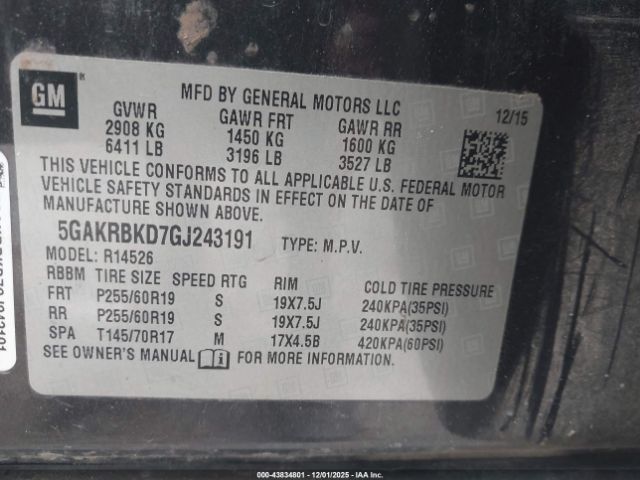 GM
®
MFD BY GENERAL MOTORS LLC
12/15
GVWR GAWR FRT GAWR RR
2908 KG 1450 KG 1600 KG
6411 LB 3196 LB 3527 LB
THIS VEHICLE CONFORMS TO ALL APPLICABLE U.S. FEDERAL MOTOR
VEHICLE SAFETY STANDARDS IN EFFECT ON THE DATE OF
MANUFACTURE SHOWN ABOVE.
5GAKRBKD7GJ243191 TYPE: M.P.V.
MODEL: R14526
RBBM TIRE SIZE SPEED RTG RIM COLD TIRE PRESSURE
FRT P255/60R19 S 19X7.5J 240KPA(35PSI)
RR P255/60R19 S 19X7.5J 240KPA(35PSI)
SPA T145/70R17 M 17X4.5B 420KPA(60PSI)
SEE OWNER'S MANUAL i FOR MORE INFORMATION.
000-43834801 - 12/01/2025 - IAA Inc.